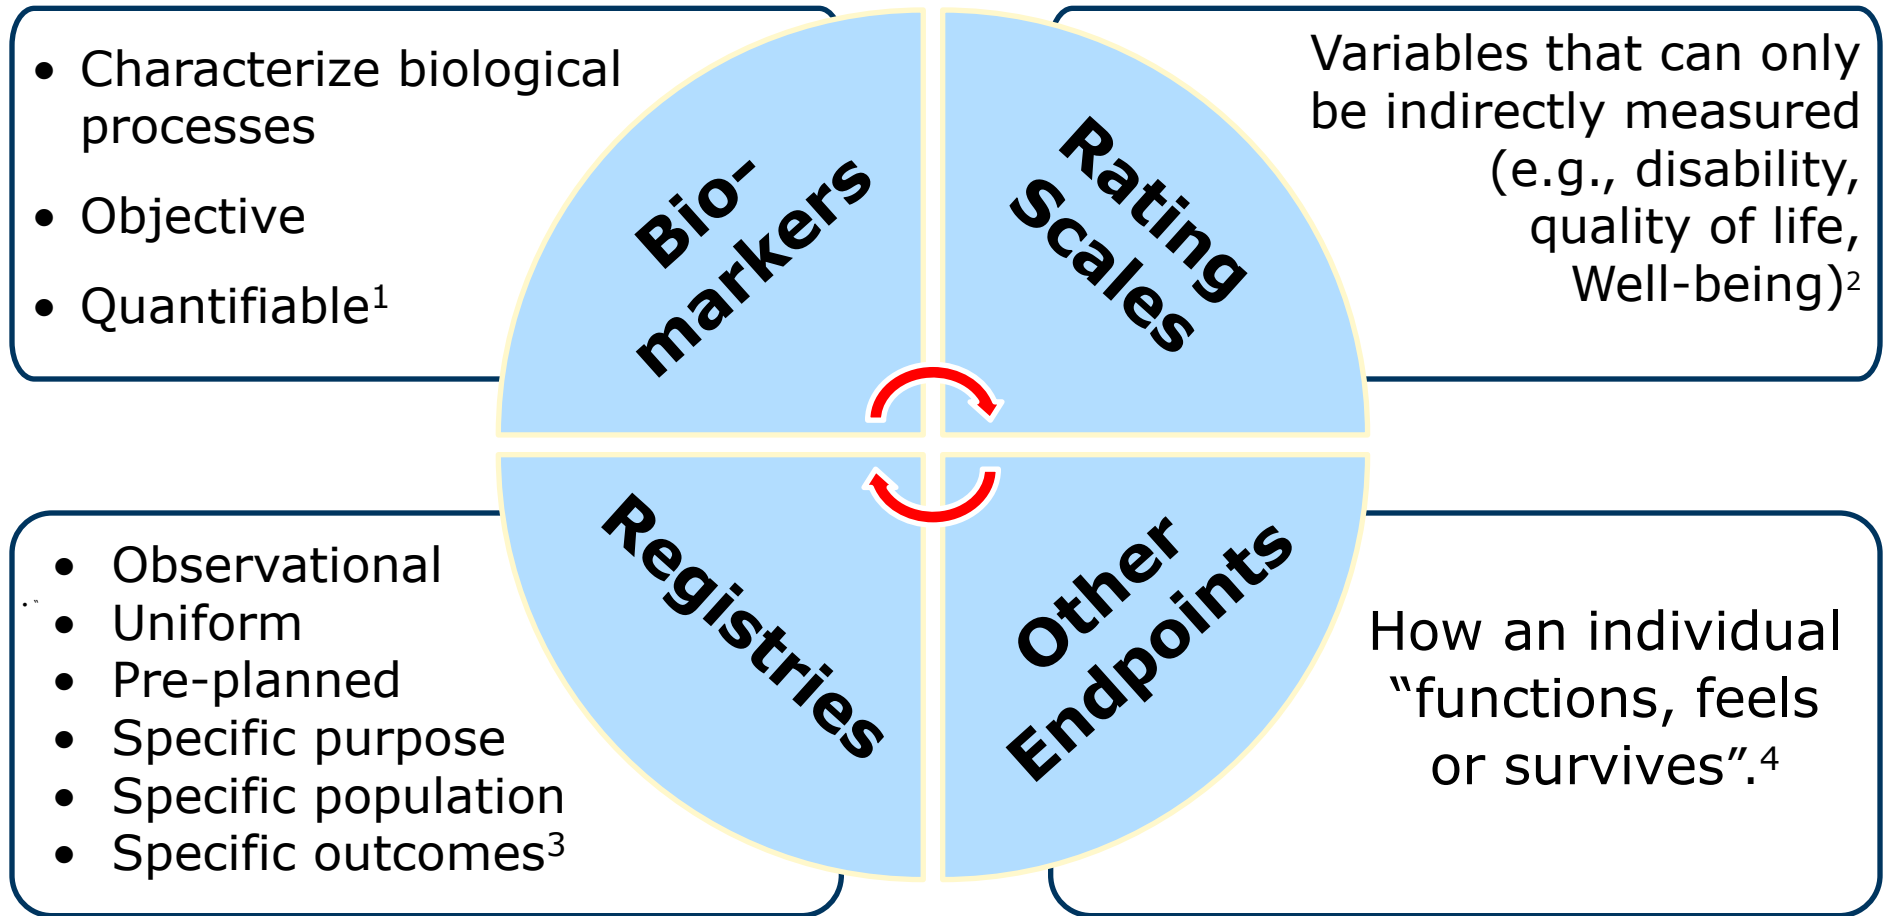 • Characterize biological
processes
• Objective
• Quantifiable¹
Bio-
markers
Rating
Scales
Variables that can only
be indirectly measured
(e.g., disability,
quality of life,
Well-being)²
• Observational
• Uniform
• Pre-planned
• Specific purpose
• Specific population
• Specific outcomes³
Registries
Other
Endpoints
How an individual
“functions, feels
or survives”.⁴